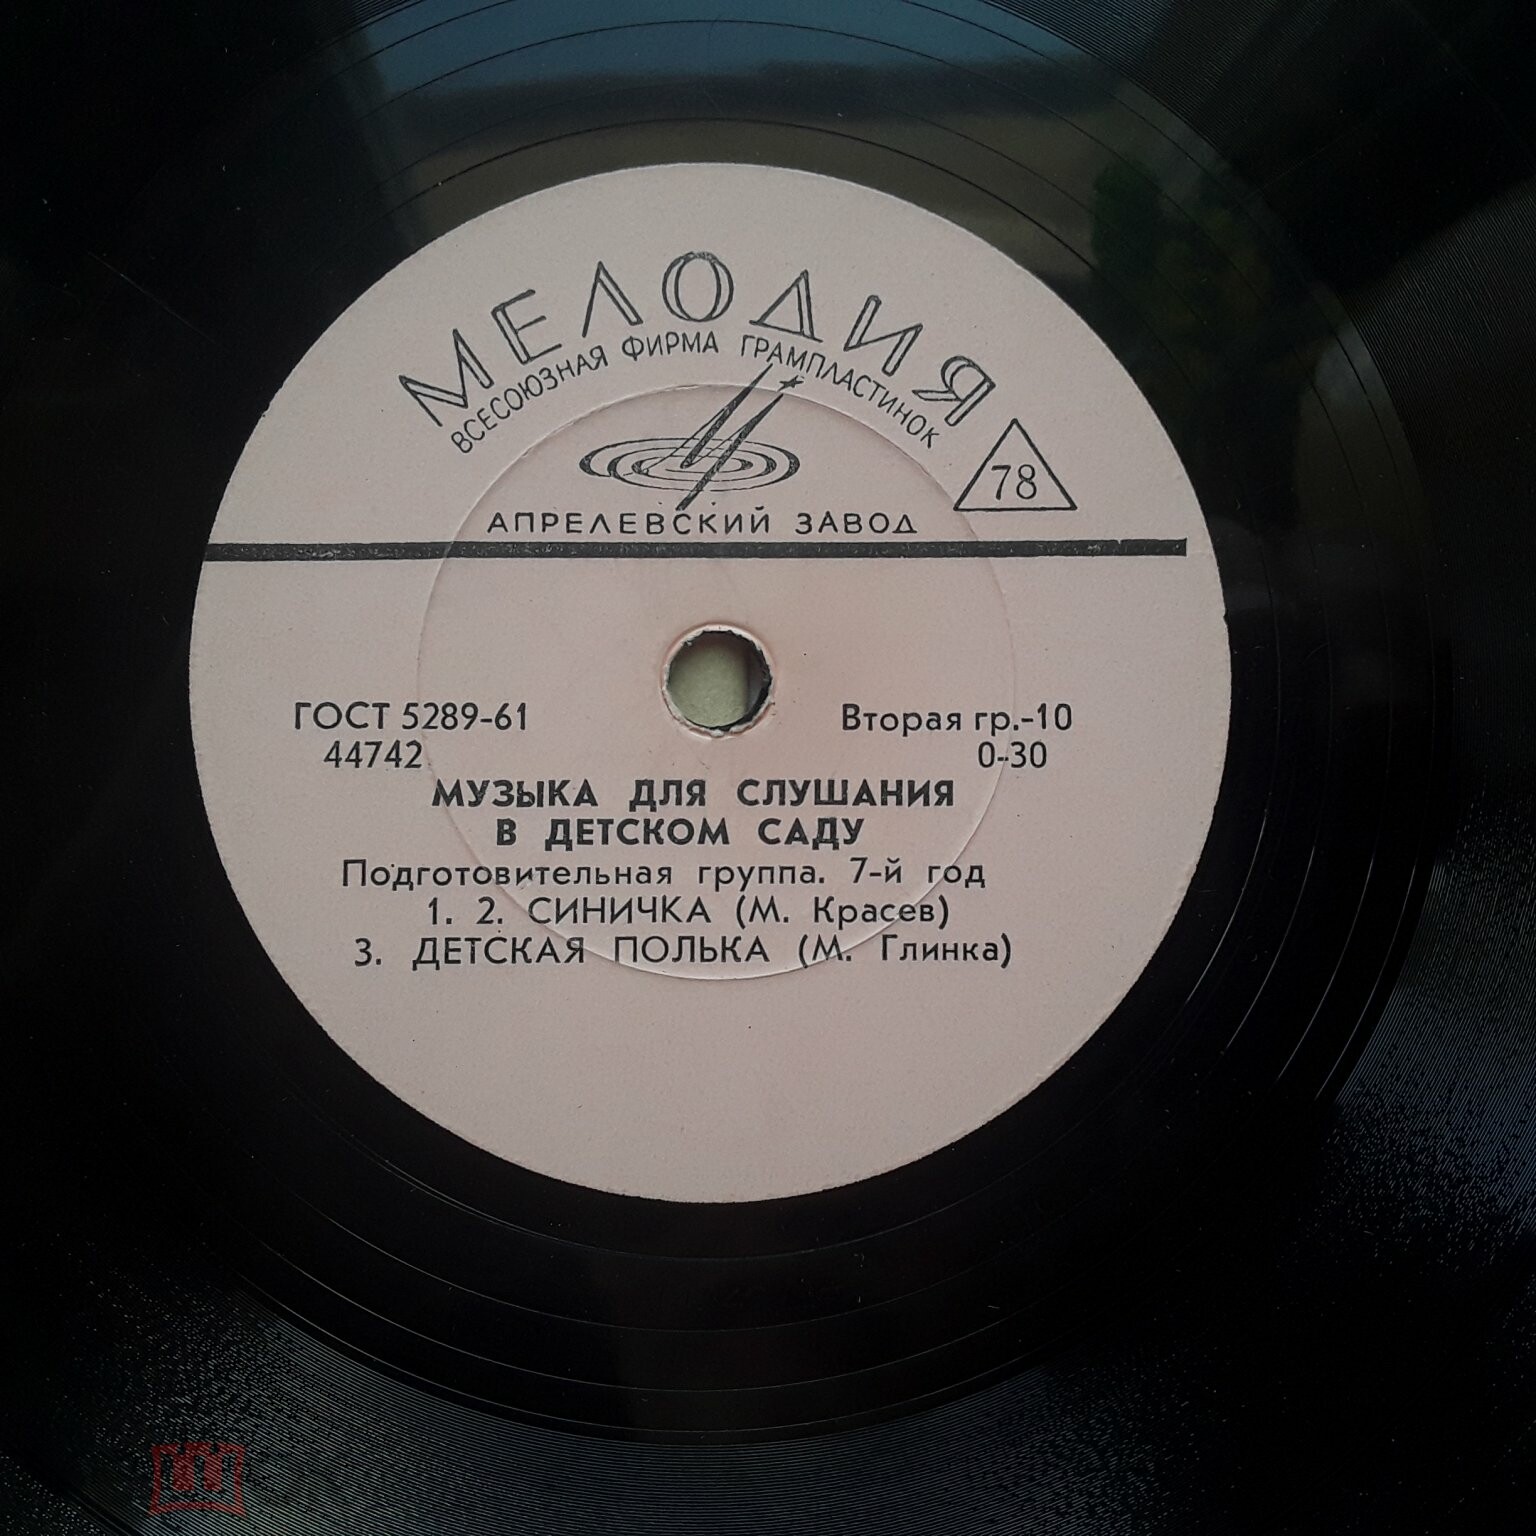 МЕЛОДИЯ
ВСЕСОЮЗНАЯ ФИРМА ГРАМПЛАСТИНОК
78
АПРЕЛЕВСКИЙ ЗАВОД
ГОСТ 5289-61 Вторая гр.-10
44742 0-30
МУЗЫКА ДЛЯ СЛУШАНИЯ
В ДЕТСКОМ САДУ
Подготовительная группа. 7-й год
1. 2. СИНИЧКА (М. Красев)
3. ДЕТСКАЯ ПОЛЬКА (М. Глинка)